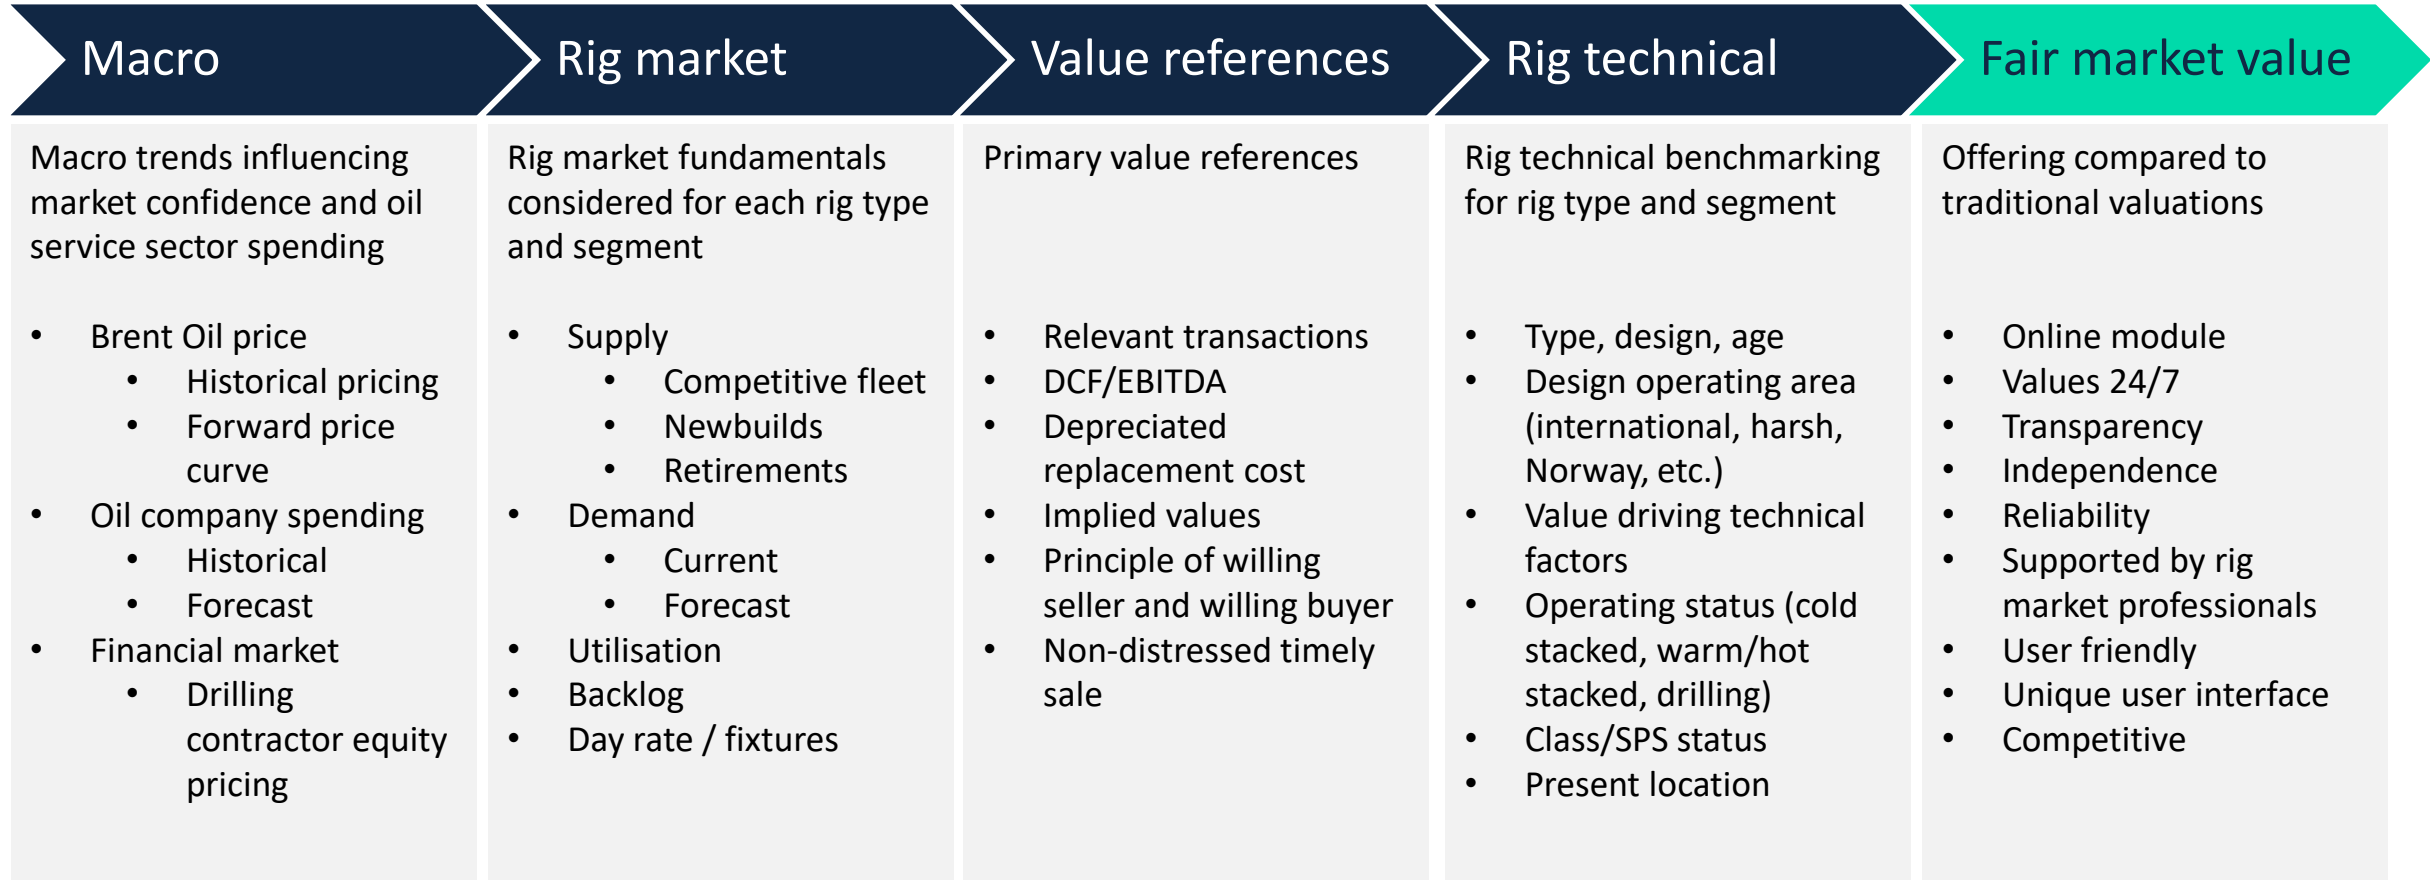 Macro
Rig market
Value references
Rig technical
Fair market value
Macro trends influencing
market confidence and oil
service sector spending
• Brent Oil price
• Historical pricing
• Forward price
curve
• Oil company spending
• Historical
• Forecast
• Financial market
• Drilling
contractor equity
pricing
Rig market fundamentals
considered for each rig type
and segment
• Supply
• Competitive fleet
• Newbuilds
• Retirements
• Demand
• Current
• Forecast
• Utilisation
• Backlog
• Day rate / fixtures
Primary value references
• Relevant transactions
• DCF/EBITDA
• Depreciated
replacement cost
• Implied values
• Principle of willing
seller and willing buyer
• Non-distressed timely
sale
Rig technical benchmarking
for rig type and segment
• Type, design, age
• Design operating area
(international, harsh,
Norway, etc.)
• Value driving technical
factors
• Operating status (cold
stacked, warm/hot
stacked, drilling)
• Class/SPS status
• Present location
Offering compared to
traditional valuations
• Online module
• Values 24/7
• Transparency
• Independence
• Reliability
• Supported by rig
market professionals
• User friendly
• Unique user interface
• Competitive